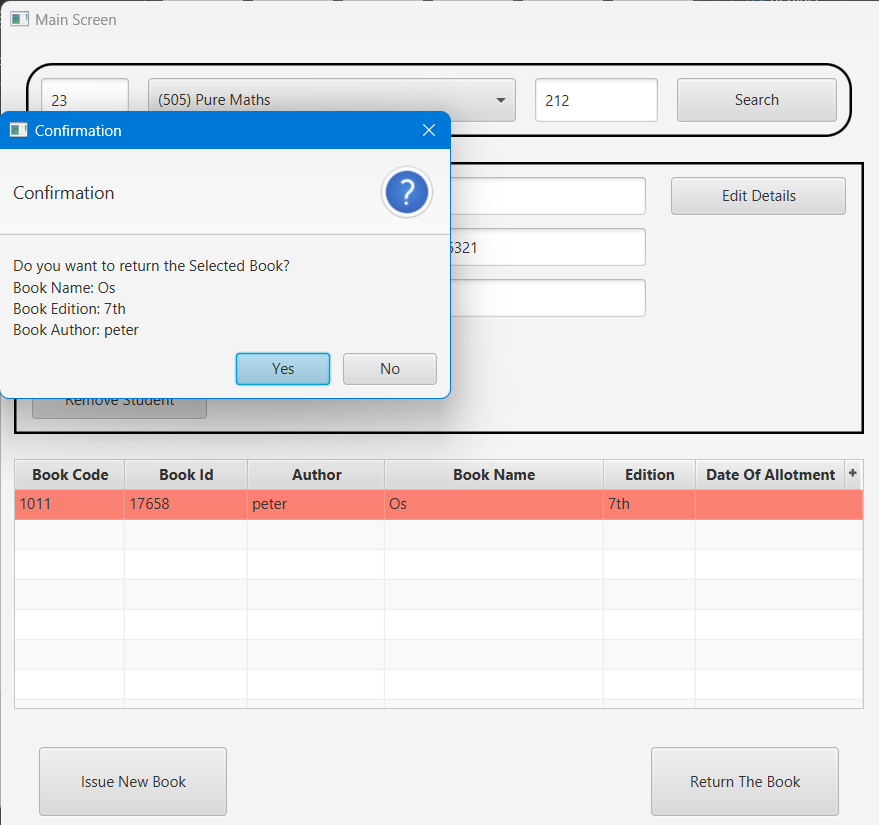 Main Screen
23 (505) Pure Maths 212 Search
Confirmation
Confirmation
Edit Details
Do you want to return the Selected Book?
Book Name: Os
Book Edition: 7th
Book Author: peter
Yes No
Remove Student
Book Code Book Id Author Book Name Edition Date Of Allotment +
1011 17658 peter Os 7th
Issue New Book Return The Book